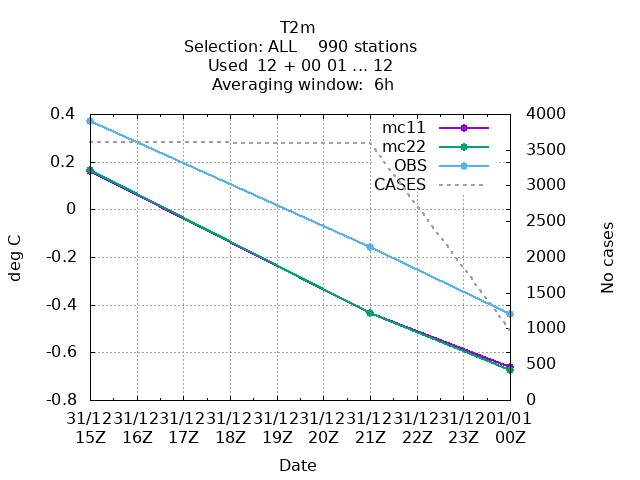 T2m
Selection: ALL    990 stations
Used  12 + 00 01 ... 12
Averaging window:  6h
0.4
0.2
0
-0.2
-0.4
-0.6
-0.8
deg C
4000
3500
3000
2500
2000
1500
1000
500
0
No cases
mc11
mc22
OBS
CASES
31/12 31/12 31/12 31/12 31/12 31/12 31/12 31/12 31/12 01/01
15Z 16Z 17Z 18Z 19Z 20Z 21Z 22Z 23Z 00Z
Date